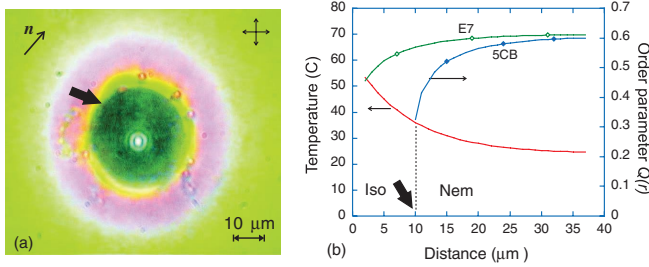 n
10 μm
(a)
80
70
60
50
40
30
20
10
0
Temperature (C)
E7
5CB
Iso
Nem
0.7
0.6
0.5
0.4
0.3
0.2
0.1
0
Order
parameter Q(r)
0
5
10
15
20
25
30
35
40
Distance (μm)
(b)